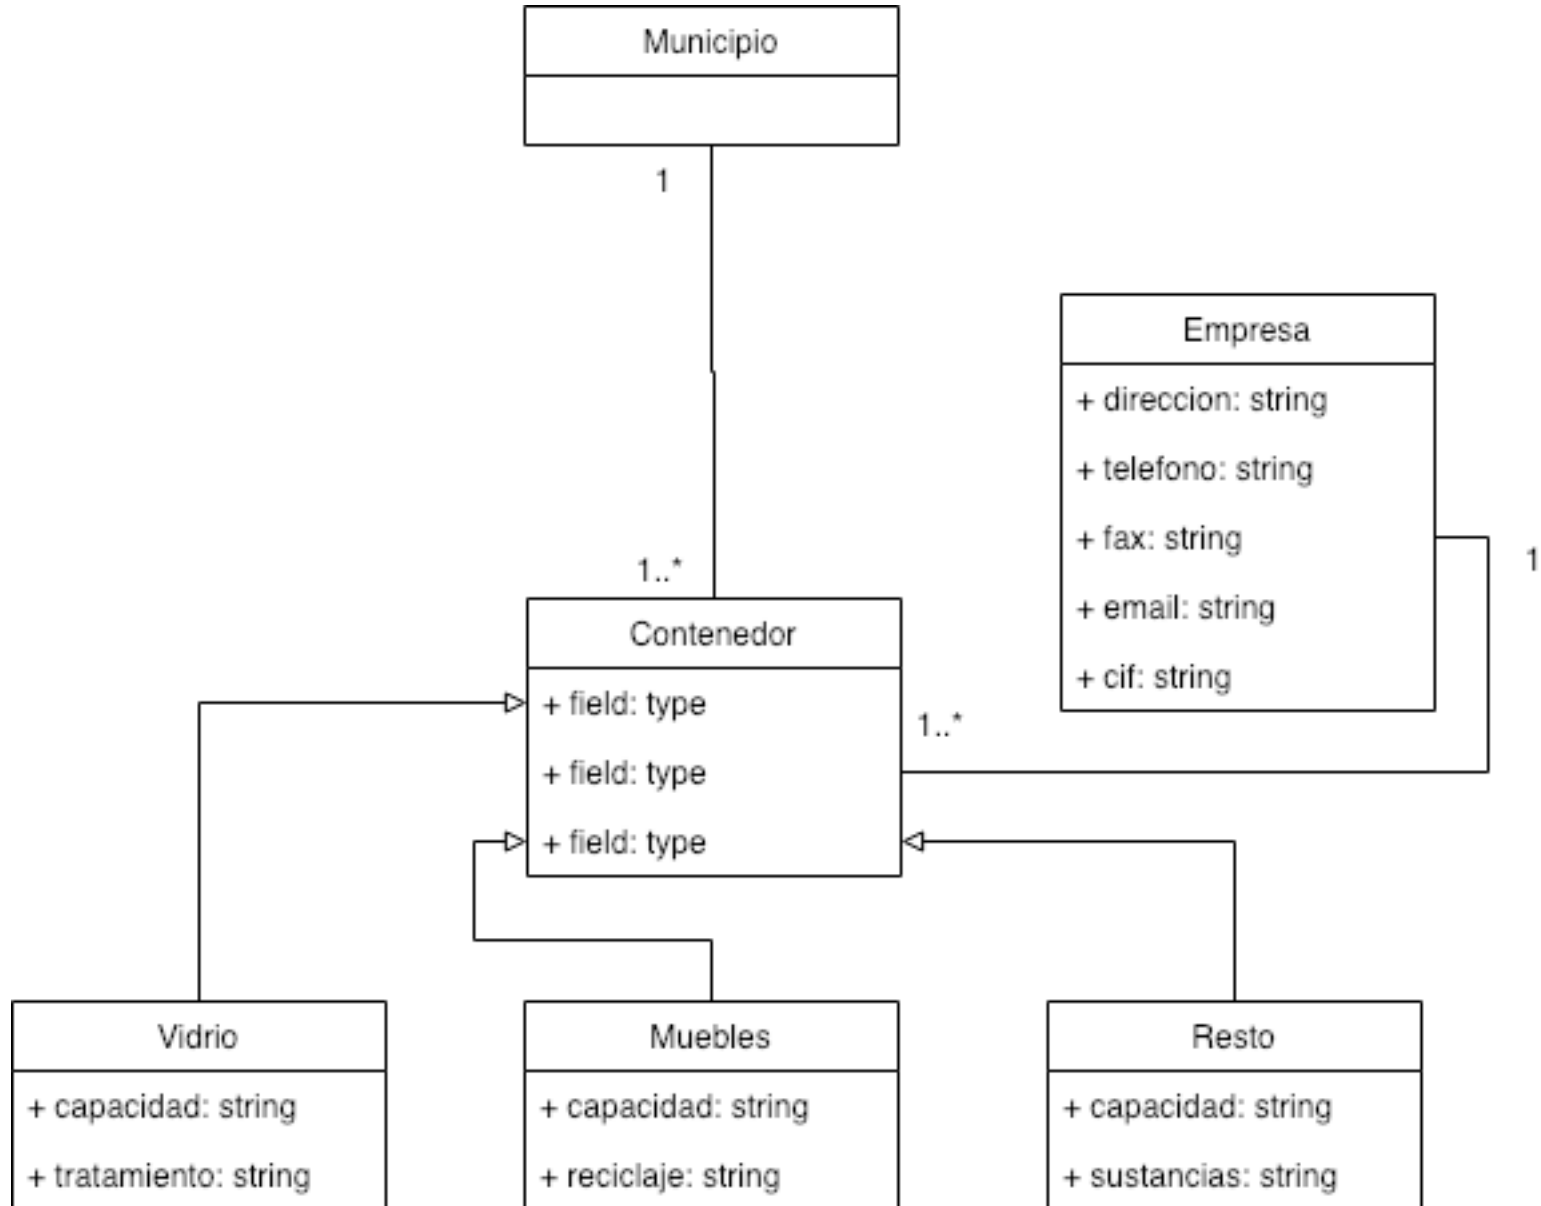 Municipio
1
Empresa
+ direccion: string
+ telefono: string
+ fax: string
1
+ email: string
+ cif: string
1..*
Contenedor
+ field: type
+ field: type
+ field: type
1..*
Vidrio
+ capacidad: string
+ tratamiento: string
Muebles
+ capacidad: string
+ reciclaje: string
Resto
+ capacidad: string
+ sustancias: string